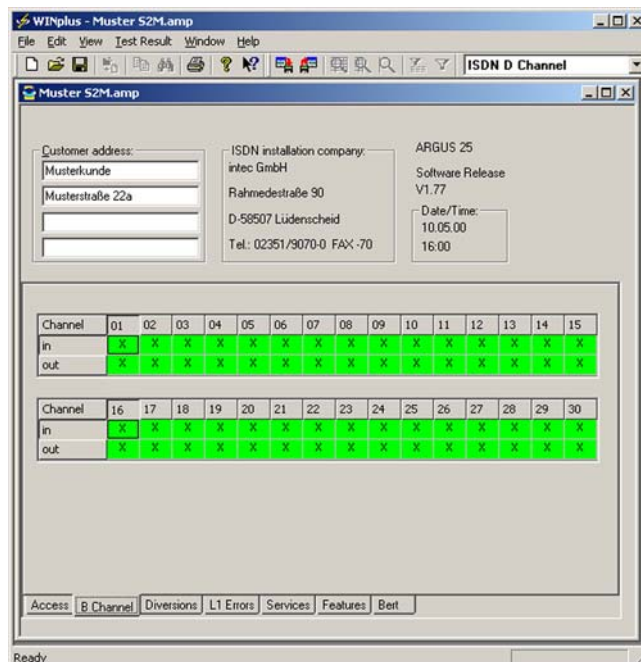 WINplus - Muster S2M.amp
File Edit View Test Result Window Help
ISDN D Channel
Muster S2M.amp
Customer address:
Musterkunde
Musterstraße 22a
ISDN installation company:
intec GmbH
Rahmedestraße 90
D-58507 Lüdenscheid
Tel.: 02351/9070-0 FAX -70
ARGUS 25
Software Release
V1.77
Date/Time:
10.05.00
16:00
Channel 01 02 03 04 05 06 07 08 09 10 11 12 13 14 15
in X X X X X X X X X X X X X X X
out X X X X X X X X X X X X X X X
Channel 16 17 18 19 20 21 22 23 24 25 26 27 28 29 30
in X X X X X X X X X X X X X X X
out X X X X X X X X X X X X X X X
Access B Channel Diversions L1 Errors Services Features Bert
Ready